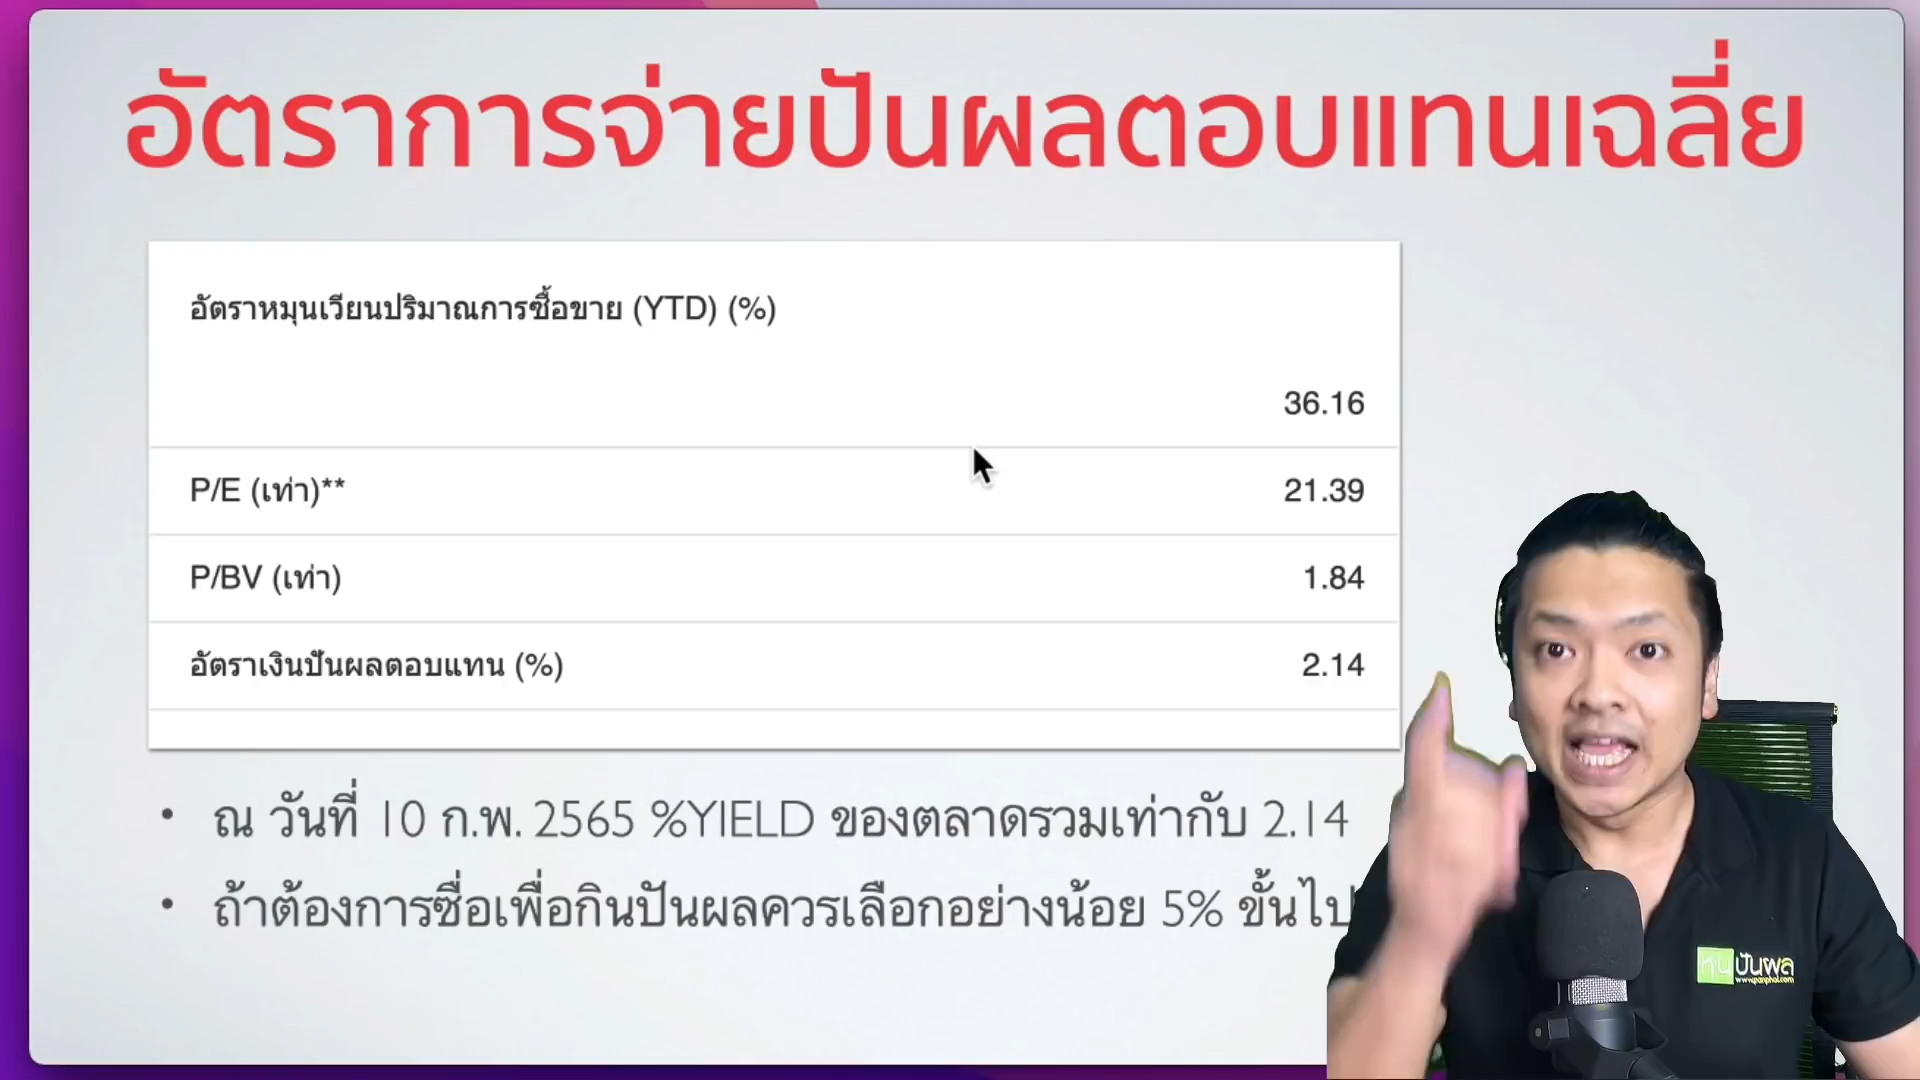 อัตราการจ่ายปันผลตอบแทนเฉลี่ย
อัตราหมุนเวียนปริมาณการซื้อขาย (YTD) (%)
36.16
P/E (เท่า)** 21.39
P/BV (เท่า) 1.84
อัตราเงินปันผลตอบแทน (%) 2.14
• ณ วันที่ 10 ก.พ. 2565 %YIELD ของตลาดรวมเท่ากับ 2.14
• ถ้าต้องการซื้อเพื่อกินปันผลควรเลือกอย่างน้อย 5% ขั้นไป
หุ้นปันผล
www.panphol.com